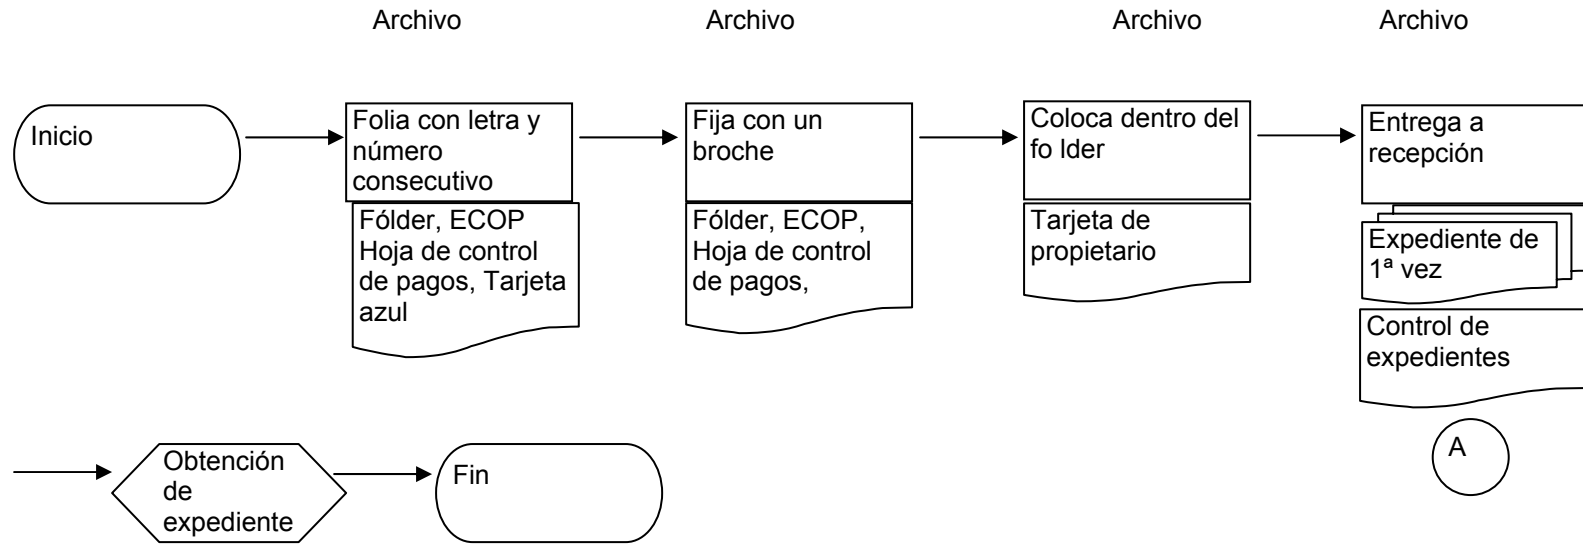 Archivo
Archivo
Archivo
Archivo
Inicio
Folia con letra y
número
consecutivo
Fólder, ECOP
Hoja de control
de pagos, Tarjeta
azul
Fija con un
broche
Fólder, ECOP,
Hoja de control
de pagos,
Coloca dentro del
fo lder
Tarjeta de
propietario
Entrega a
recepción
Expediente de
1ª vez
Control de
expedientes
A
Obtención
de
expediente
Fin